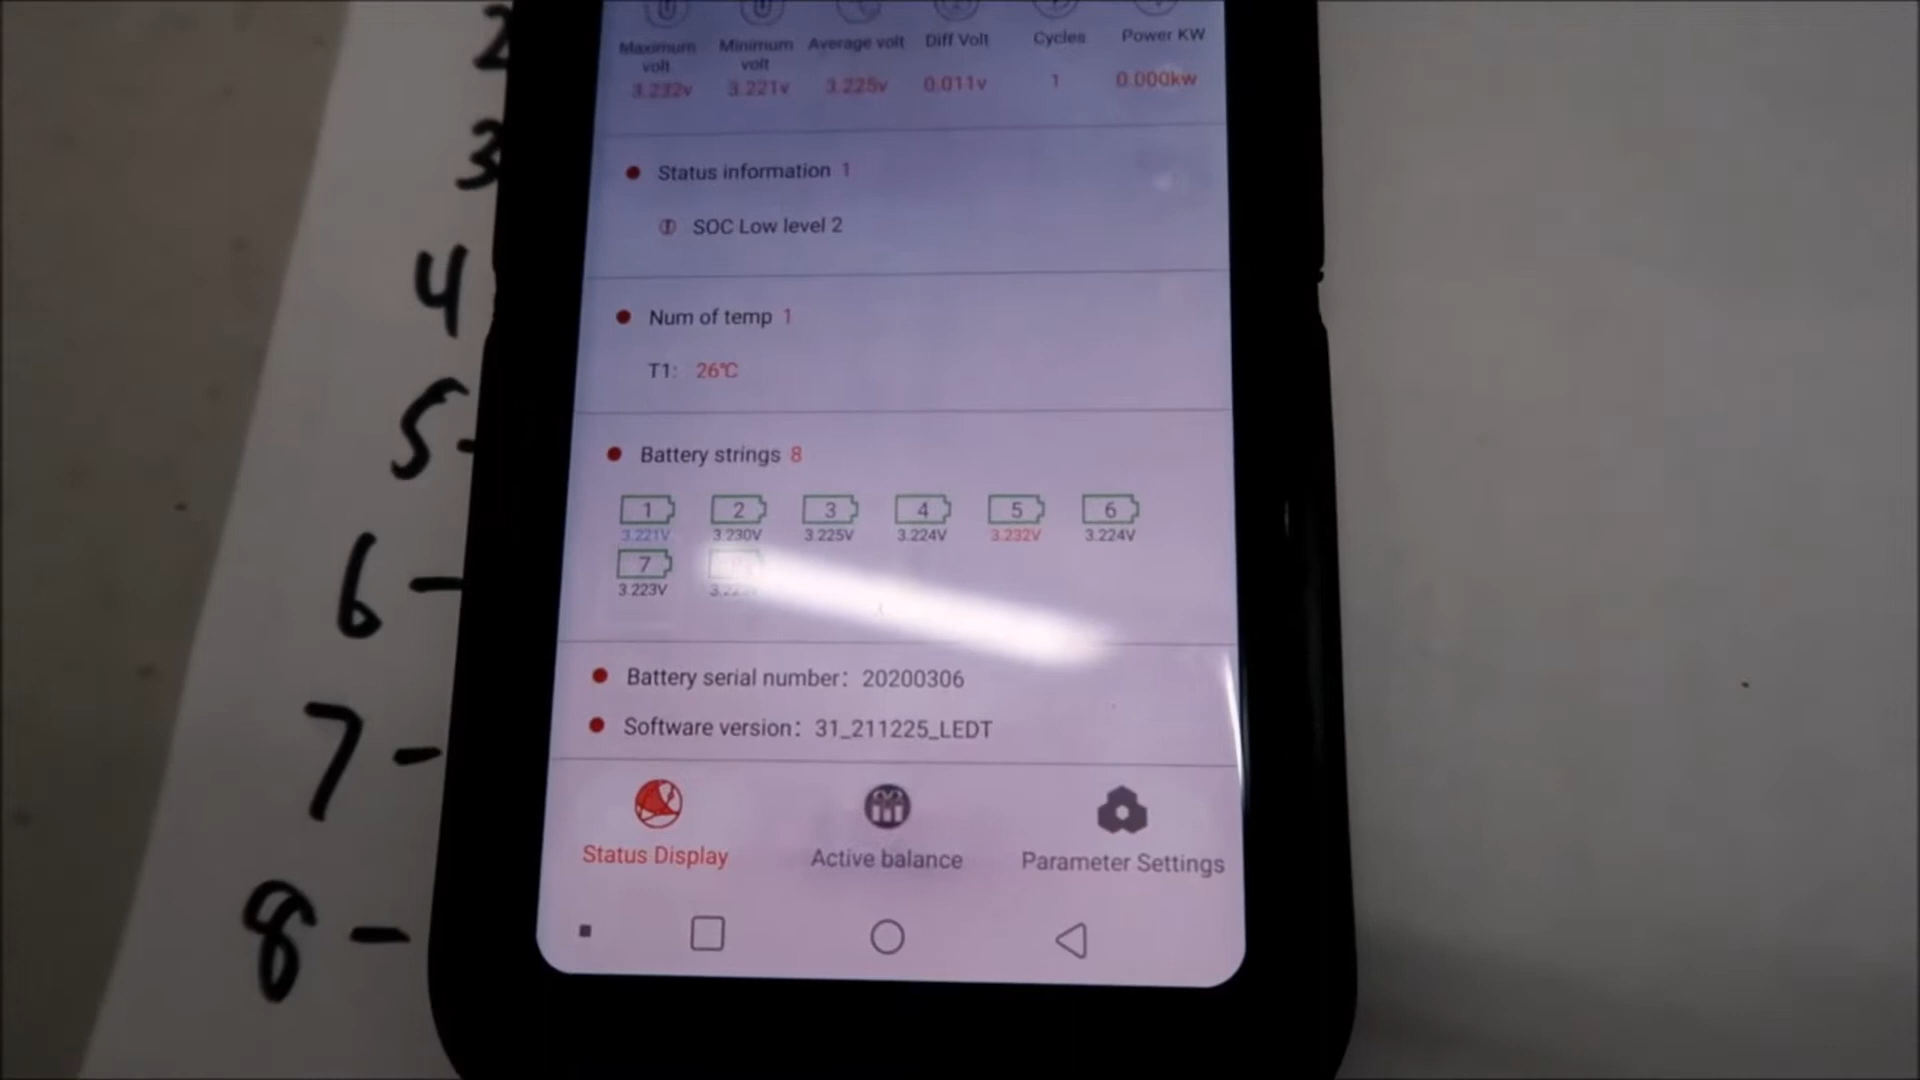 2
3
4
5-
6-
7-
8-
Maximum volt Minimum volt Average volt Diff Volt Cycles Power KW
3.232v 3.221v 3.225v 0.011v 1 0.000kw
Status information 1
SOC Low level 2
Num of temp 1
T1: 26℃
Battery strings 8
1 2 3 4 5 6
3.221V 3.230V 3.225V 3.224V 3.232V 3.224V
7
3.223V
Battery serial number: 20200306
Software version: 31_211225_LEDT
Status Display Active balance Parameter Settings